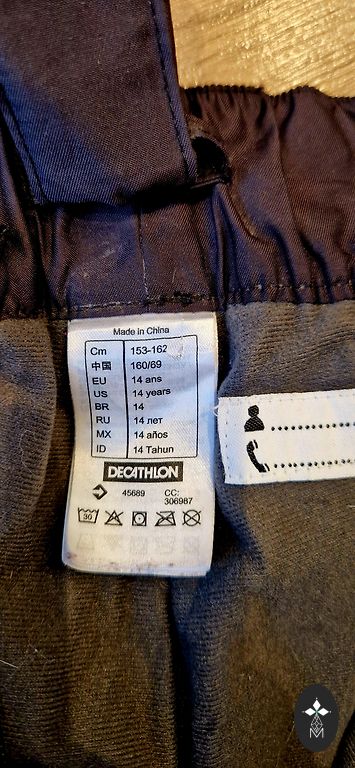 Made in China
Cm 153-162
中国 160/69
EU 14 ans
US 14 years
BR 14
RU 14 лет
MX 14 años
ID 14 Tahun
DECATHLON
45689 CC: 306987
30
M